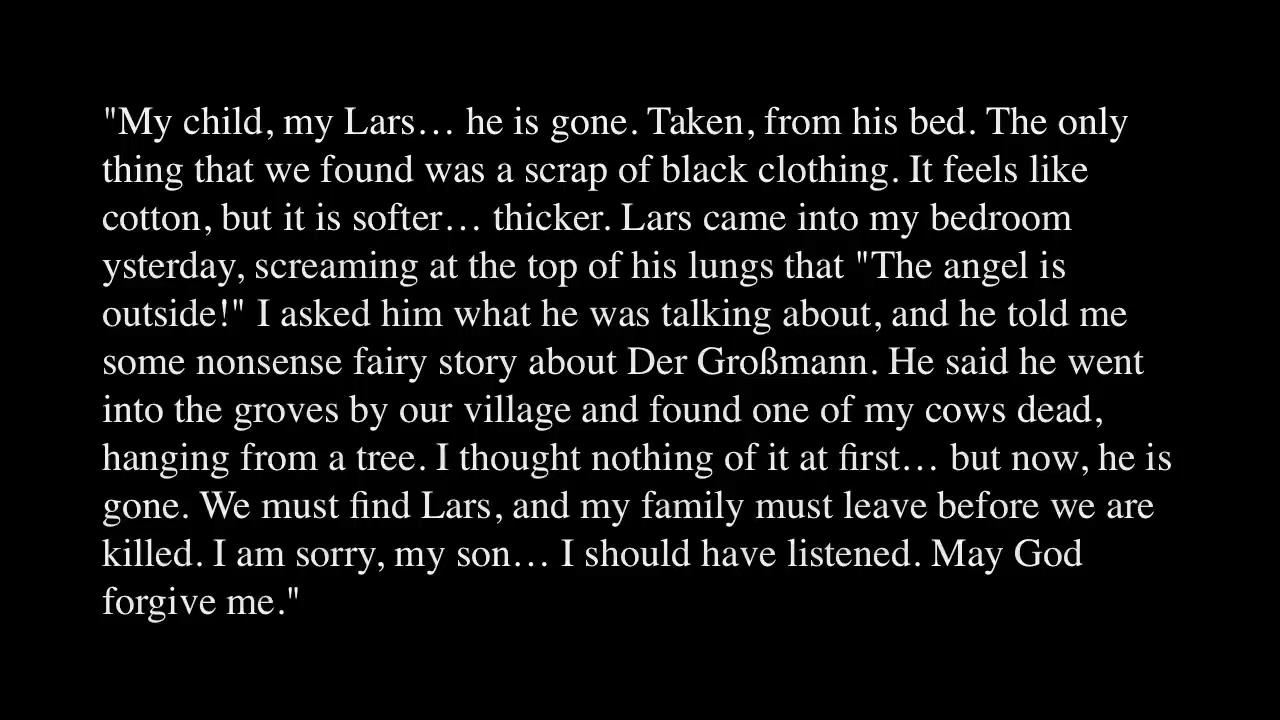 "My child, my Lars… he is gone. Taken, from his bed. The only
thing that we found was a scrap of black clothing. It feels like
cotton, but it is softer… thicker. Lars came into my bedroom
ysterday, screaming at the top of his lungs that "The angel is
outside!" I asked him what he was talking about, and he told me
some nonsense fairy story about Der Großmann. He said he went
into the groves by our village and found one of my cows dead,
hanging from a tree. I thought nothing of it at first… but now, he is
gone. We must find Lars, and my family must leave before we are
killed. I am sorry, my son… I should have listened. May God
forgive me."